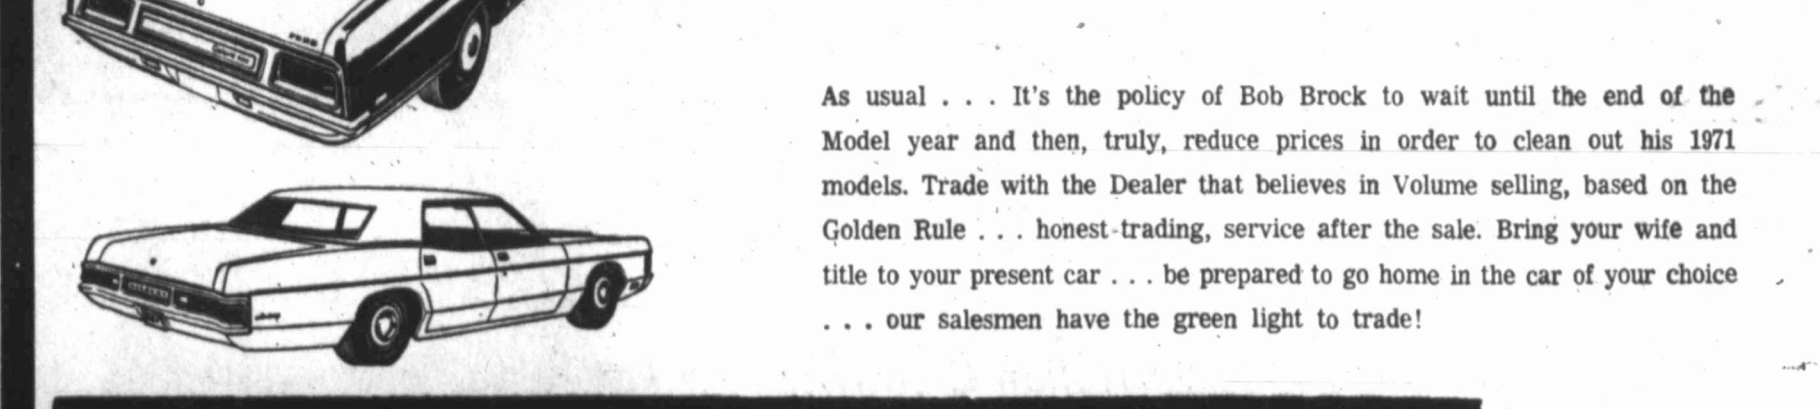 FORD
As usual . . . It's the policy of Bob Brock to wait until the end of the
Model year and then, truly, reduce prices in order to clean out his 1971
models. Trade with the Dealer that believes in Volume selling, based on the
Golden Rule . . . honest trading, service after the sale. Bring your wife and
title to your present car . . . be prepared to go home in the car of your choice
. . . our salesmen have the green light to trade!